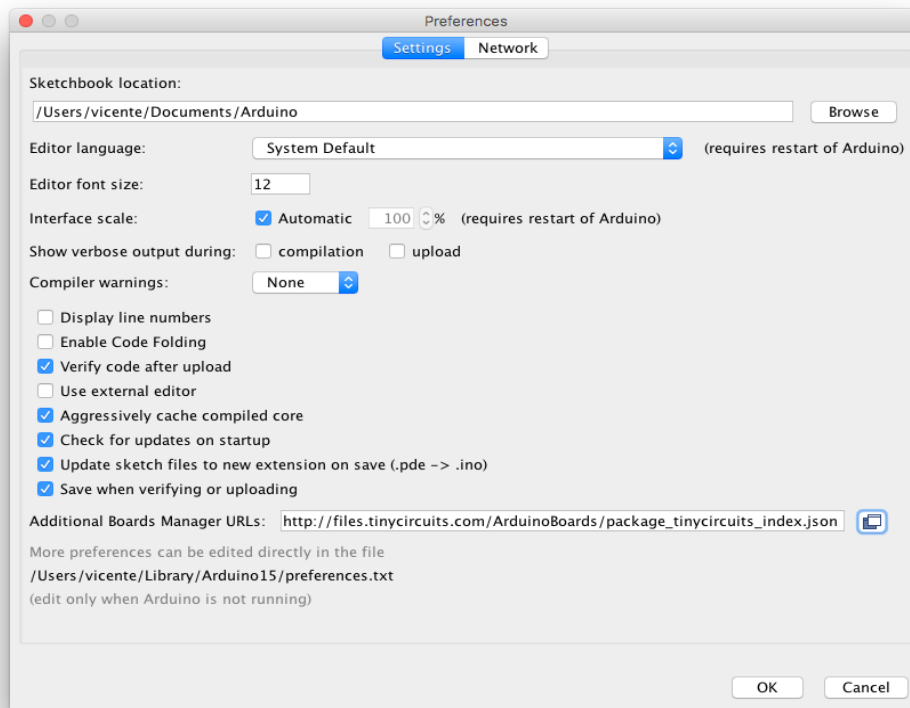 Preferences
Settings Network
Sketchbook location:
/Users/vicente/Documents/Arduino Browse
Editor language: System Default (requires restart of Arduino)
Editor font size: 12
Interface scale: Automatic 100 % (requires restart of Arduino)
Show verbose output during: compilation upload
Compiler warnings: None
Display line numbers
Enable Code Folding
Verify code after upload
Use external editor
Aggressively cache compiled core
Check for updates on startup
Update sketch files to new extension on save (.pde -> .ino)
Save when verifying or uploading
Additional Boards Manager URLs: http://files.tinycircuits.com/ArduinoBoards/package_tinycircuits_index.json
More preferences can be edited directly in the file
/Users/vicente/Library/Arduino15/preferences.txt
(edit only when Arduino is not running)
OK Cancel